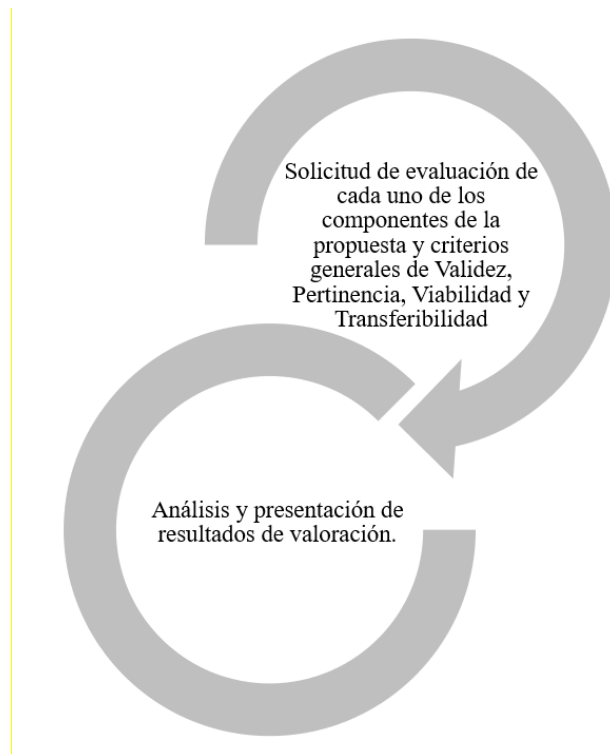 Solicitud de evaluación de
cada uno de los
componentes de la
propuesta y criterios
generales de Validez,
Pertinencia, Viabilidad y
Transferibilidad
Análisis y presentación de
resultados de valoración.